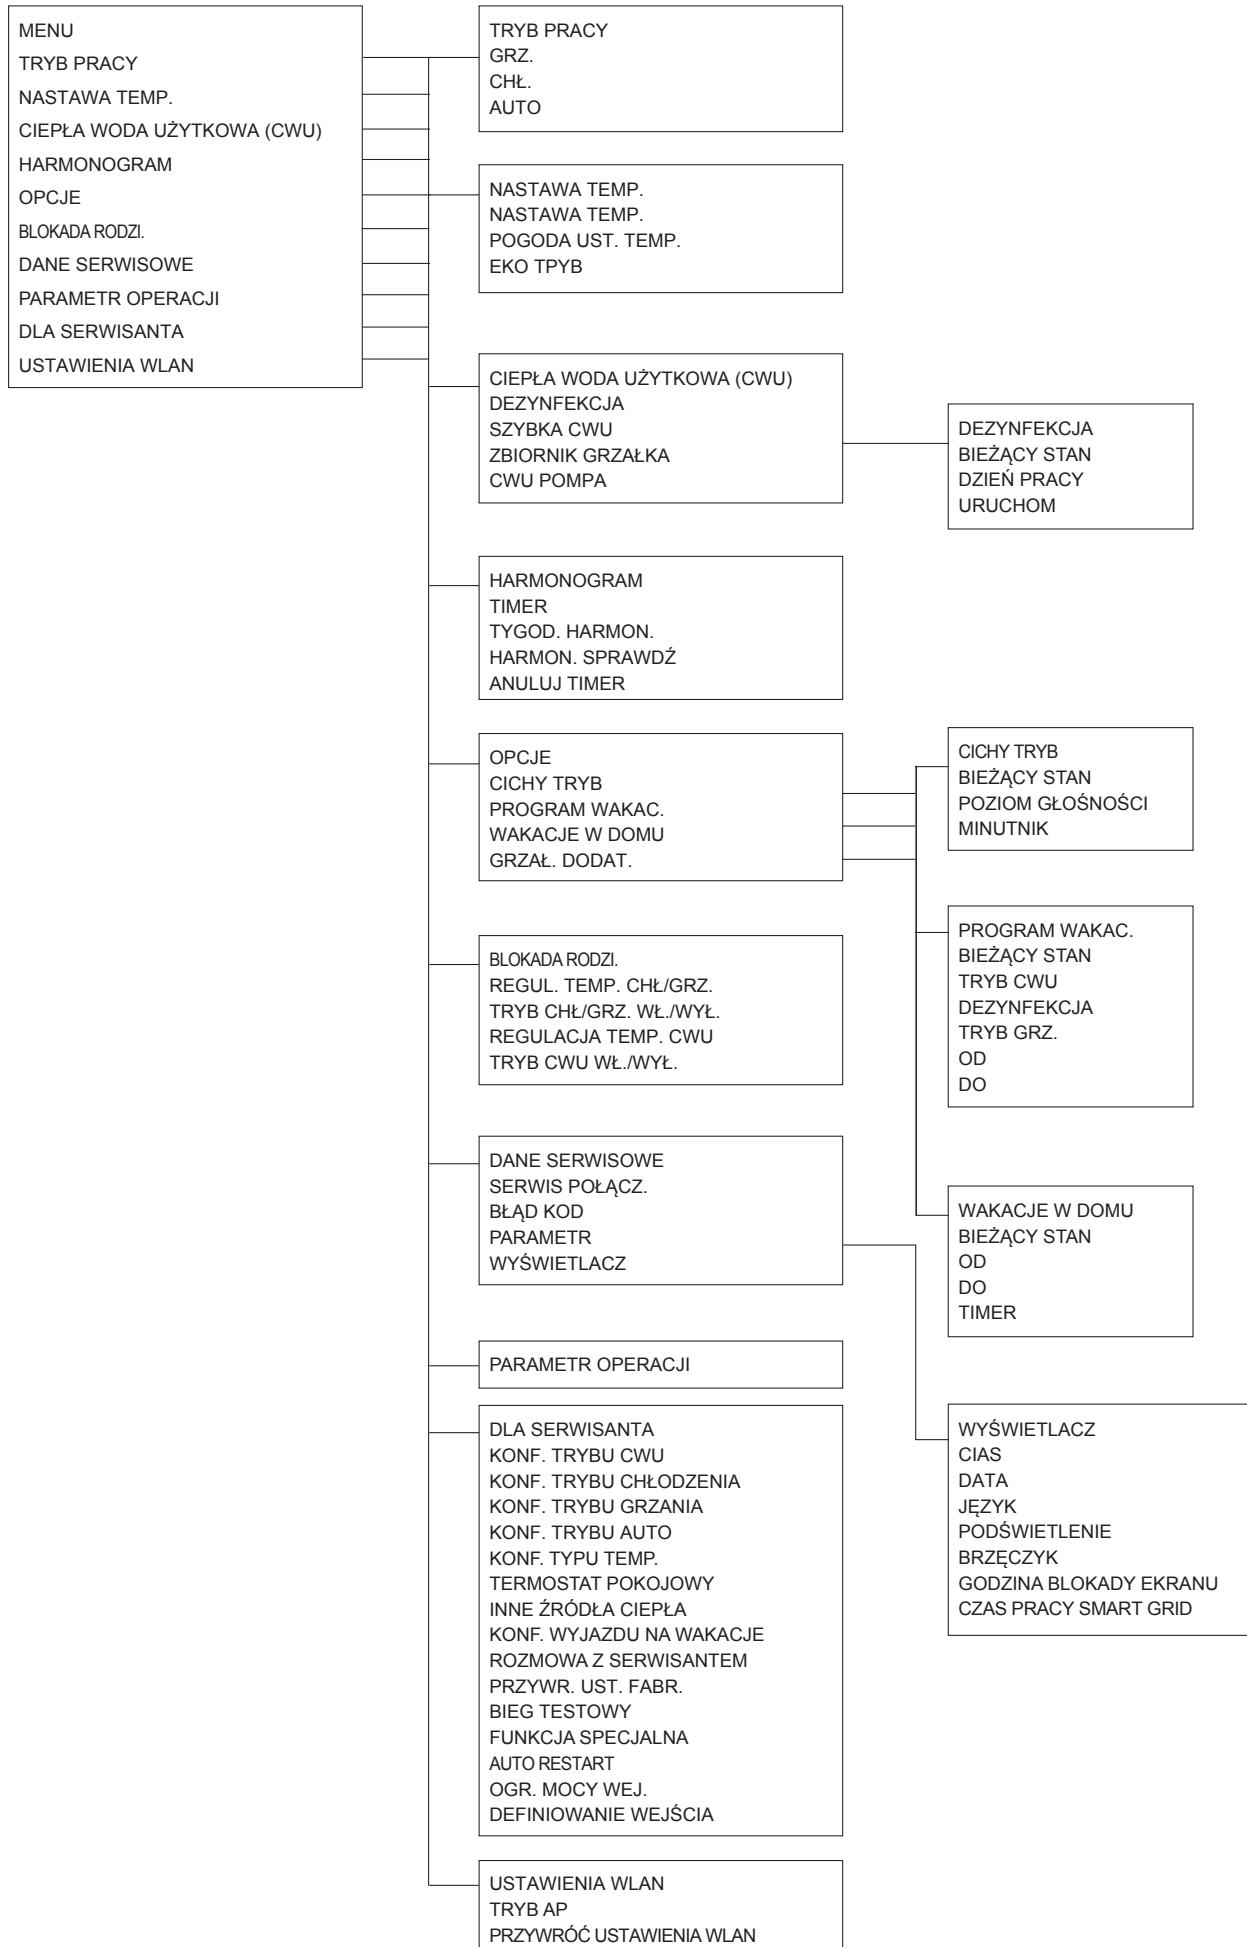 MENU
TRYB PRACY
NASTAWA TEMP.
CIEPŁA WODA UŻYTKOWA (CWU)
HARMONOGRAM
OPCJE
BLOKADA RODZI.
DANE SERWISOWE
PARAMETR OPERACJI
DLA SERWISANTA
USTAWIENIA WLAN
TRYB PRACY
GRZ.
CHŁ.
AUTO
NASTAWA TEMP.
NASTAWA TEMP.
POGODA UST. TEMP.
EKO TPYB
CIEPŁA WODA UŻYTKOWA (CWU)
DEZYNFEKCJA
SZYBKA CWU
ZBIORNIK GRZAŁKA
CWU POMPA
DEZYNFEKCJA
BIEŻĄCY STAN
DZIEŃ PRACY
URUCHOM
HARMONOGRAM
TIMER
TYGOD. HARMON.
HARMON. SPRAWDŹ
ANULUJ TIMER
OPCJE
CICHY TRYB
PROGRAM WAKAC.
WAKACJE W DOMU
GRZAŁ. DODAT.
CICHY TRYB
BIEŻĄCY STAN
POZIOM GŁOŚNOŚCI
MINUTNIK
PROGRAM WAKAC.
BIEŻĄCY STAN
TRYB CWU
DEZYNFEKCJA
TRYB GRZ.
OD
DO
WAKACJE W DOMU
BIEŻĄCY STAN
OD
DO
TIMER
BLOKADA RODZI.
REGUL. TEMP. CHŁ/GRZ.
TRYB CHŁ/GRZ. WŁ./WYŁ.
REGULACJA TEMP. CWU
TRYB CWU WŁ./WYŁ.
DANE SERWISOWE
SERWIS POŁĄCZ.
BŁĄD KOD
PARAMETR
WYŚWIETLACZ
WYŚWIETLACZ
CIAS
DATA
JĘZYK
PODŚWIETLENIE
BRZĘCZYK
GODZINA BLOKADY EKRANU
CZAS PRACY SMART GRID
PARAMETR OPERACJI
DLA SERWISANTA
KONF. TRYBU CWU
KONF. TRYBU CHŁODZENIA
KONF. TRYBU GRZANIA
KONF. TRYBU AUTO
KONF. TYPU TEMP.
TERMOSTAT POKOJOWY
INNE ŹRÓDŁA CIEPŁA
KONF. WYJAZDU NA WAKACJE
ROZMOWA Z SERWISANTEM
PRZYWR. UST. FABR.
BIEG TESTOWY
FUNKCJA SPECJALNA
AUTO RESTART
OGR. MOCY WEJ.
DEFINIOWANIE WEJŚCIA
USTAWIENIA WLAN
TRYB AP
PRZYWRÓĆ USTAWIENIA WLAN